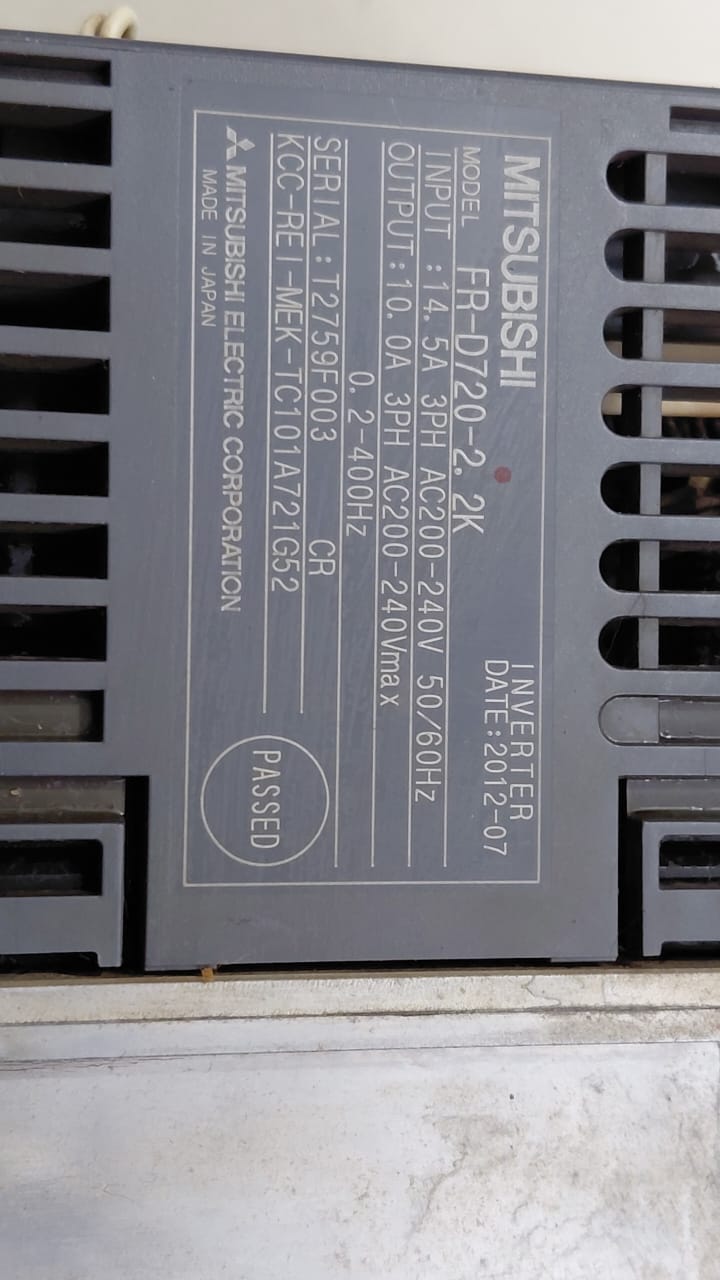 MITSUBISHI
INVERTER
MODEL FR-D720-2.2K
DATE:2012-07
INPUT :14.5A 3PH AC200-240V 50/60Hz
OUTPUT:10.0A 3PH AC200-240Vmax
0.2-400Hz
SERIAL:T2759F003 CR
KCC-REI-MEK-TC101A721G52
PASSED
MITSUBISHI ELECTRIC CORPORATION
MADE IN JAPAN